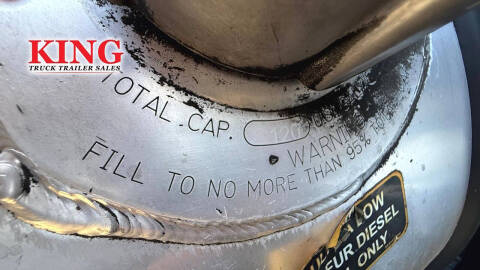 KING
TRUCK TRAILER SALES
TOTAL CAP.
WARNING
FILL TO NO MORE THAN 95%
LOW
DIESEL
ONLY